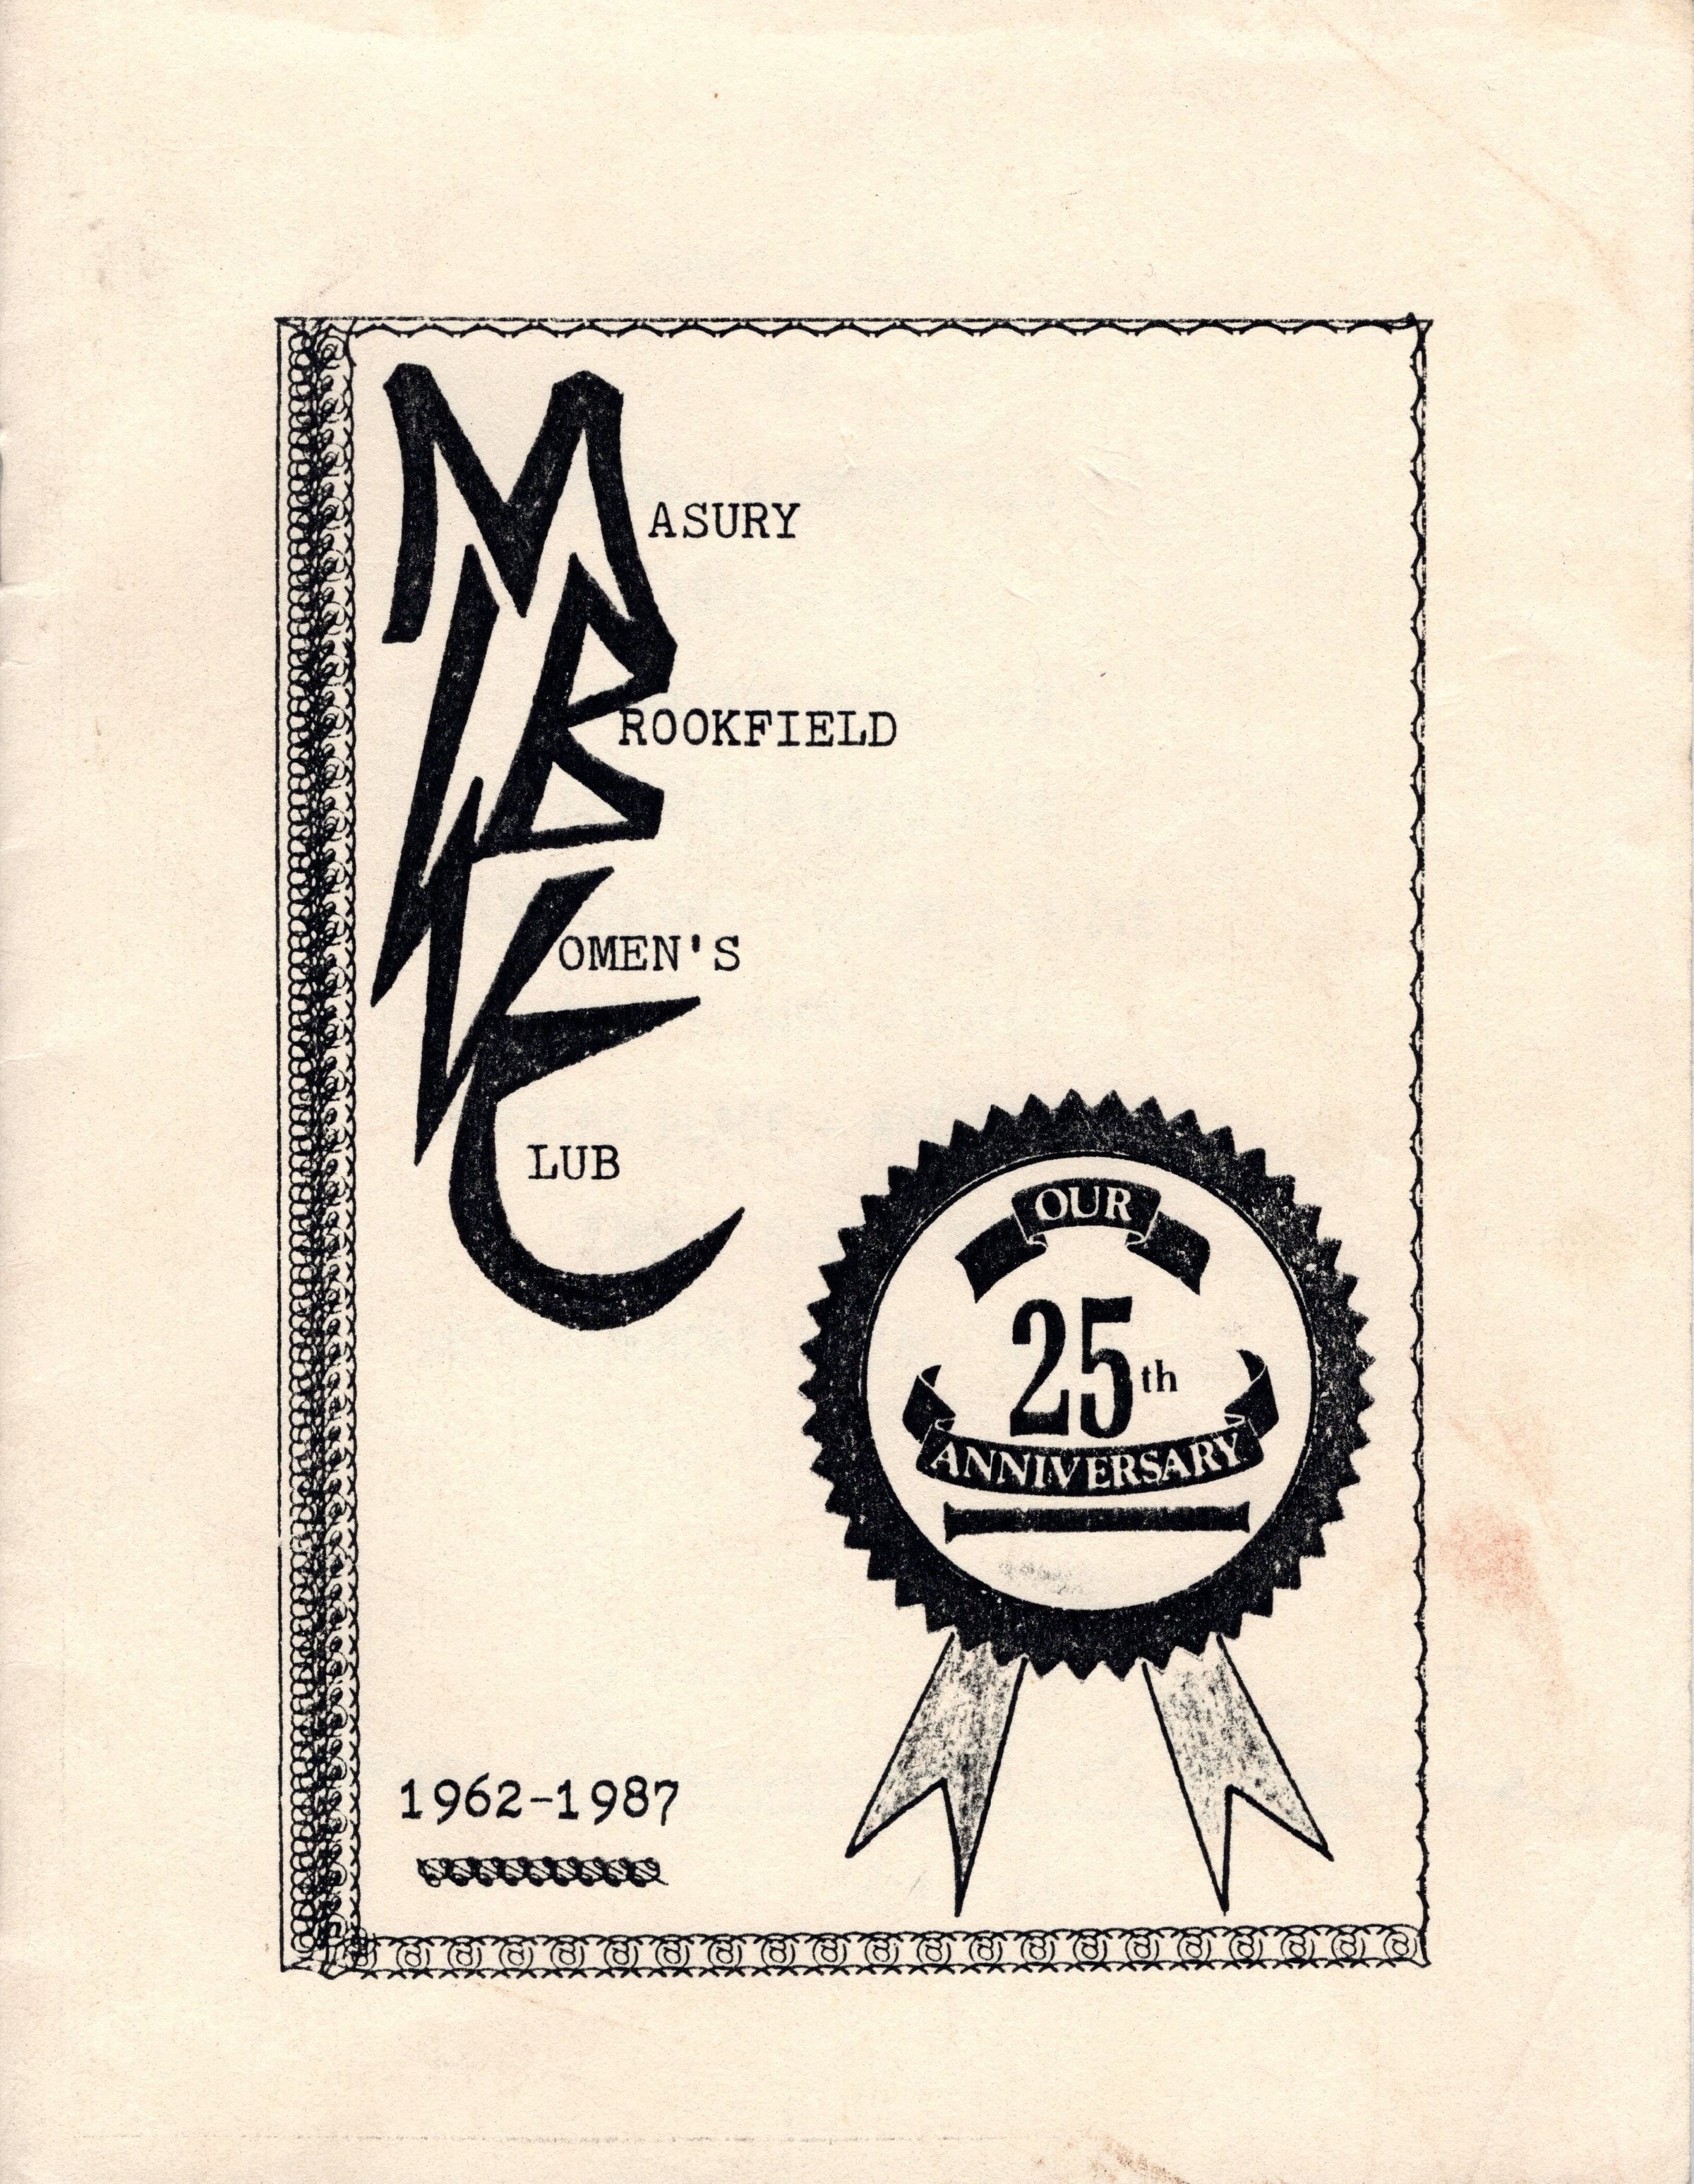 MASURY
BROOKFIELD
WOMEN'S
CLUB
OUR
25th
ANNIVERSARY
1962-1987